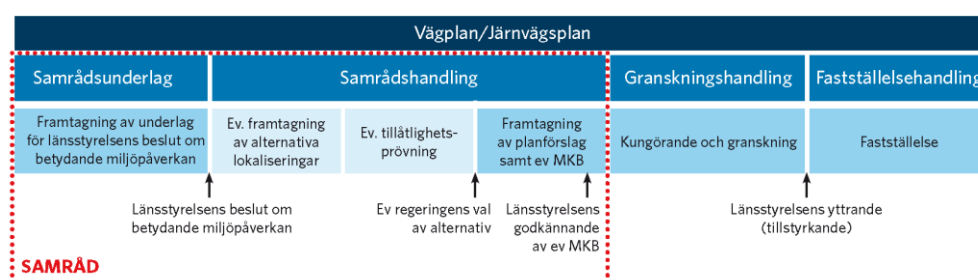 Vägplan/Järnvägsplan
Samrådsunderlag
Samrådshandling
Granskningshandling
Fastställelsehandling
Framtagning av underlag
för länsstyrelsens beslut om
betydande miljöpåverkan
Ev. framtagning
av alternativa
lokaliseringar
Ev. tillåtlighets-
prövning
Framtagning
av planförslag
samt ev MKB
Kungörande och granskning
Fastställelse
Länsstyrelsens beslut om
betydande miljöpåverkan
Ev regeringens val
av alternativ
Länsstyrelsens
godkännande
av ev MKB
Länsstyrelsens yttrande
(tillstyrkande)
SAMRÅD